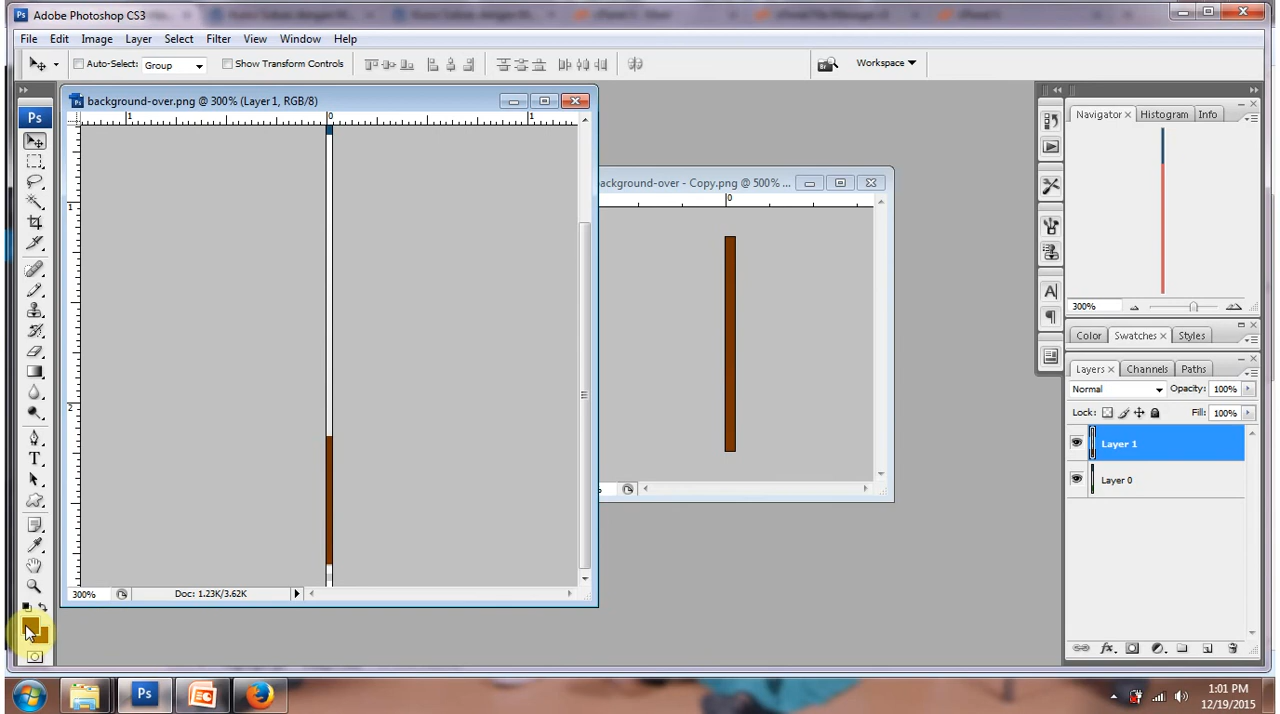 Adobe Photoshop CS3
File Edit Image Layer Select Filter View Window Help
Auto-Select: Group Show Transform Controls Workspace
background-over.png @ 300% (Layer 1, RGB/8)
1 0 1
Navigator Histogram Info
Ps
ackground-over - Copy.png @ 500% ...
0
1
300%
Color Swatches Styles
Layers Channels Paths
Normal Opacity: 100%
2
Lock: Fill: 100%
Layer 1
Layer 0
300% Doc: 1.23K/3.62K
1:01 PM
12/19/2015